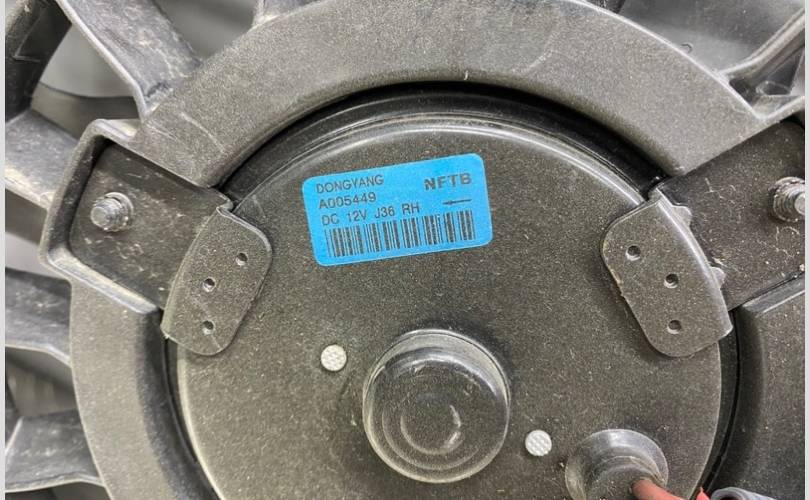 DONGYANG NFTB
A005449
DC 12V J36 RH ←